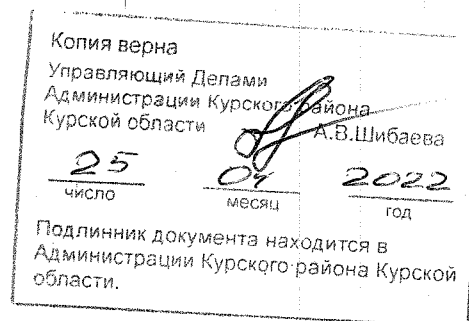 Копия верна
Управляющий Делами
Администрации Курского района
Курской области А.В.Шибаева
25 04 2022
число месяц год
Подлинник документа находится в
Администрации Курского района Курской
области.